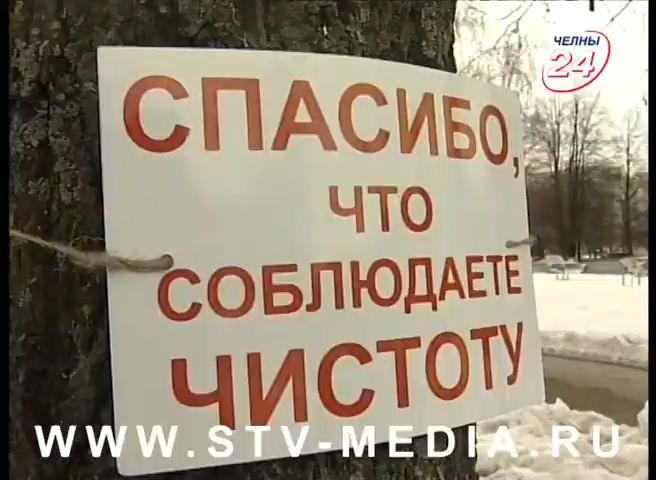 ЧЕЛНЫ
24
СПАСИБО,
ЧТО
СОБЛЮДАЕТЕ
ЧИСТОТУ
WWW.STV-MEDIA.RU